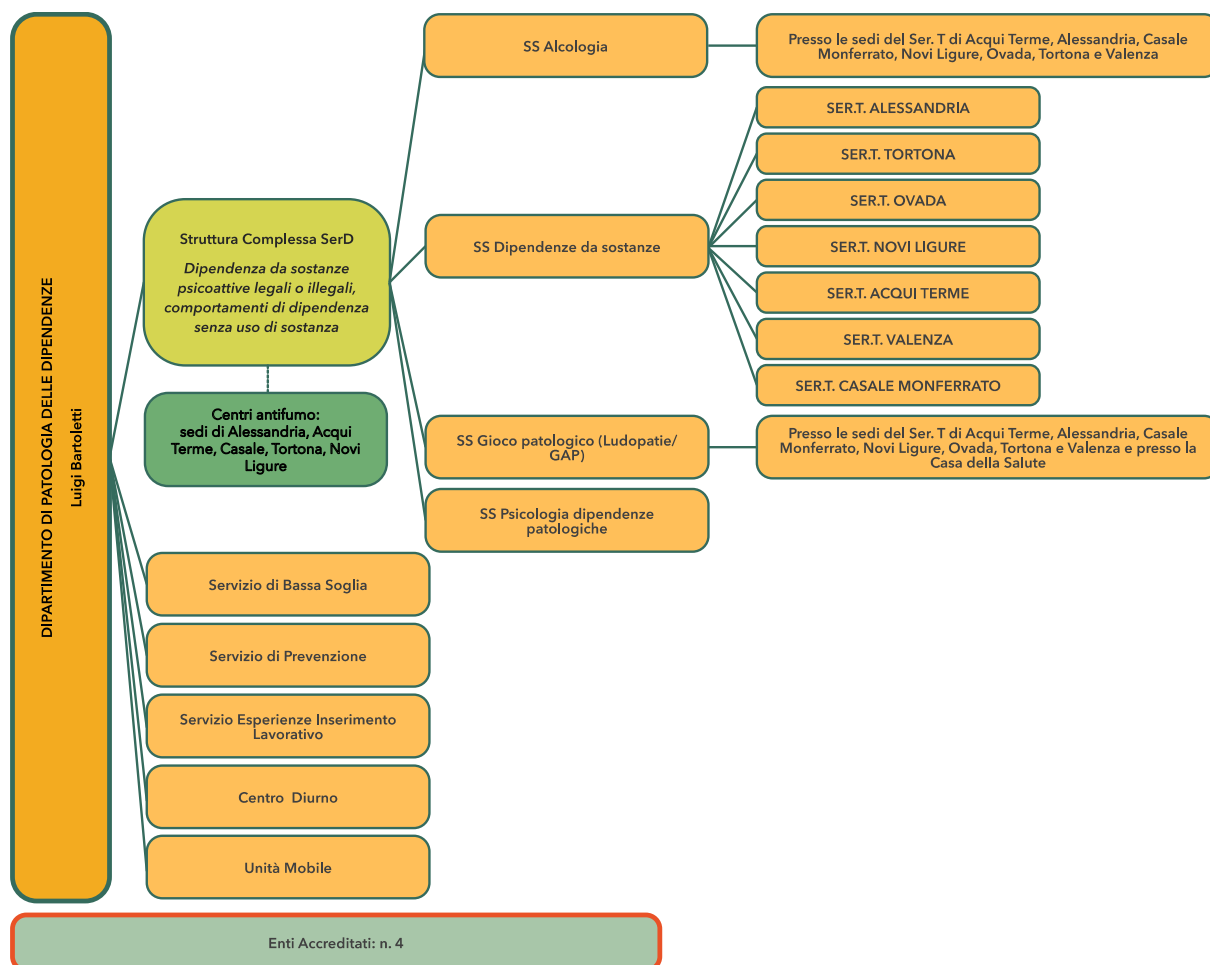 DIPARTIMENTO DI PATOLOGIA DELLE DIPENDENZE
Luigi Bartoletti
Struttura Complessa SerD
Dipendenza da sostanze
psicoattive legali o illegali,
comportamenti di dipendenza
senza uso di sostanza
Centri antifumo:
sedi di Alessandria, Acqui
Terme, Casale, Tortona, Novi
Ligure
Servizio di Bassa Soglia
Servizio di Prevenzione
Servizio Esperienze Inserimento
Lavorativo
Centro  Diurno
Unità Mobile
SS Alcologia
Presso le sedi del Ser. T di Acqui Terme, Alessandria, Casale
Monferrato, Novi Ligure, Ovada, Tortona e Valenza
SS Dipendenze da sostanze
SER.T. ALESSANDRIA
SER.T. TORTONA
SER.T. OVADA
SER.T. NOVI LIGURE
SER.T. ACQUI TERME
SER.T. VALENZA
SER.T. CASALE MONFERRATO
SS Gioco patologico (Ludopatie/
GAP)
Presso le sedi del Ser. T di Acqui Terme, Alessandria, Casale
Monferrato, Novi Ligure, Ovada, Tortona e Valenza e presso la
Casa della Salute
SS Psicologia dipendenze
patologiche
Enti Accreditati: n. 4